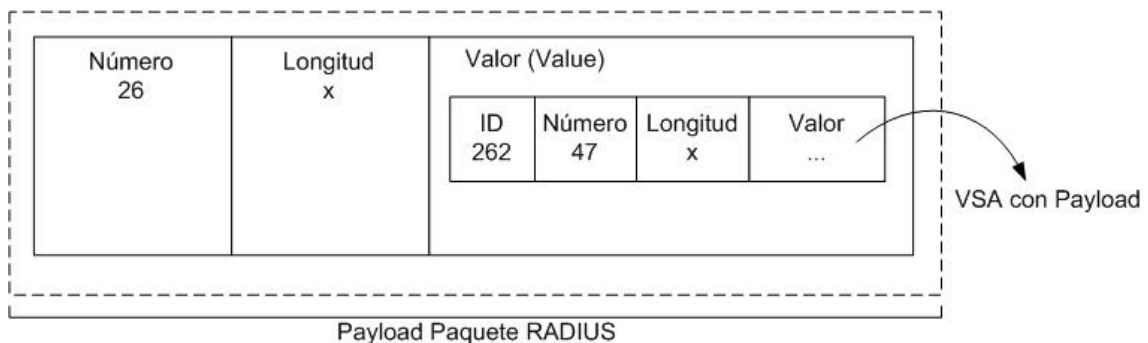 Número
26
Longitud
x
Valor (Value)
ID
262
Número
47
Longitud
x
Valor
...
VSA con Payload
Payload Paquete RADIUS